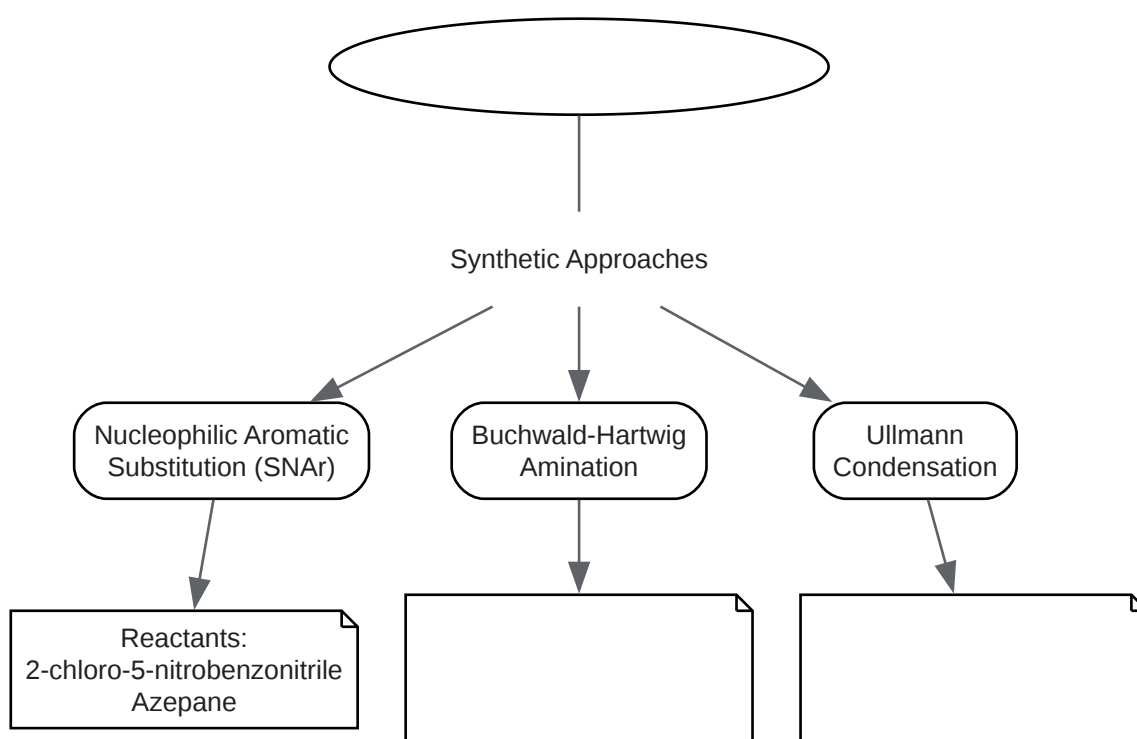 Synthetic Approaches
Nucleophilic Aromatic
Substitution (SNAr)
Buchwald-Hartwig
Amination
Ullmann
Condensation
Reactants:
2-chloro-5-nitrobenzonitrile
Azepane